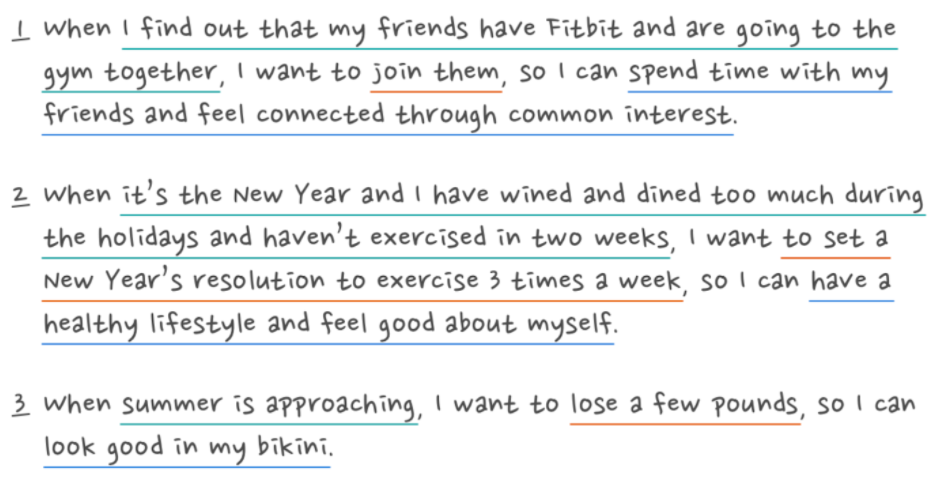 1 When I find out that my friends have Fitbit and are going to the
gym together, I want to join them, so I can spend time with my
friends and feel connected through common interest.
2 When it's the New Year and I have wined and dined too much during
the holidays and haven't exercised in two weeks, I want to set a
New Year's resolution to exercise 3 times a week, so I can have a
healthy lifestyle and feel good about myself.
3 When summer is approaching, I want to lose a few pounds, so I can
look good in my bikini.